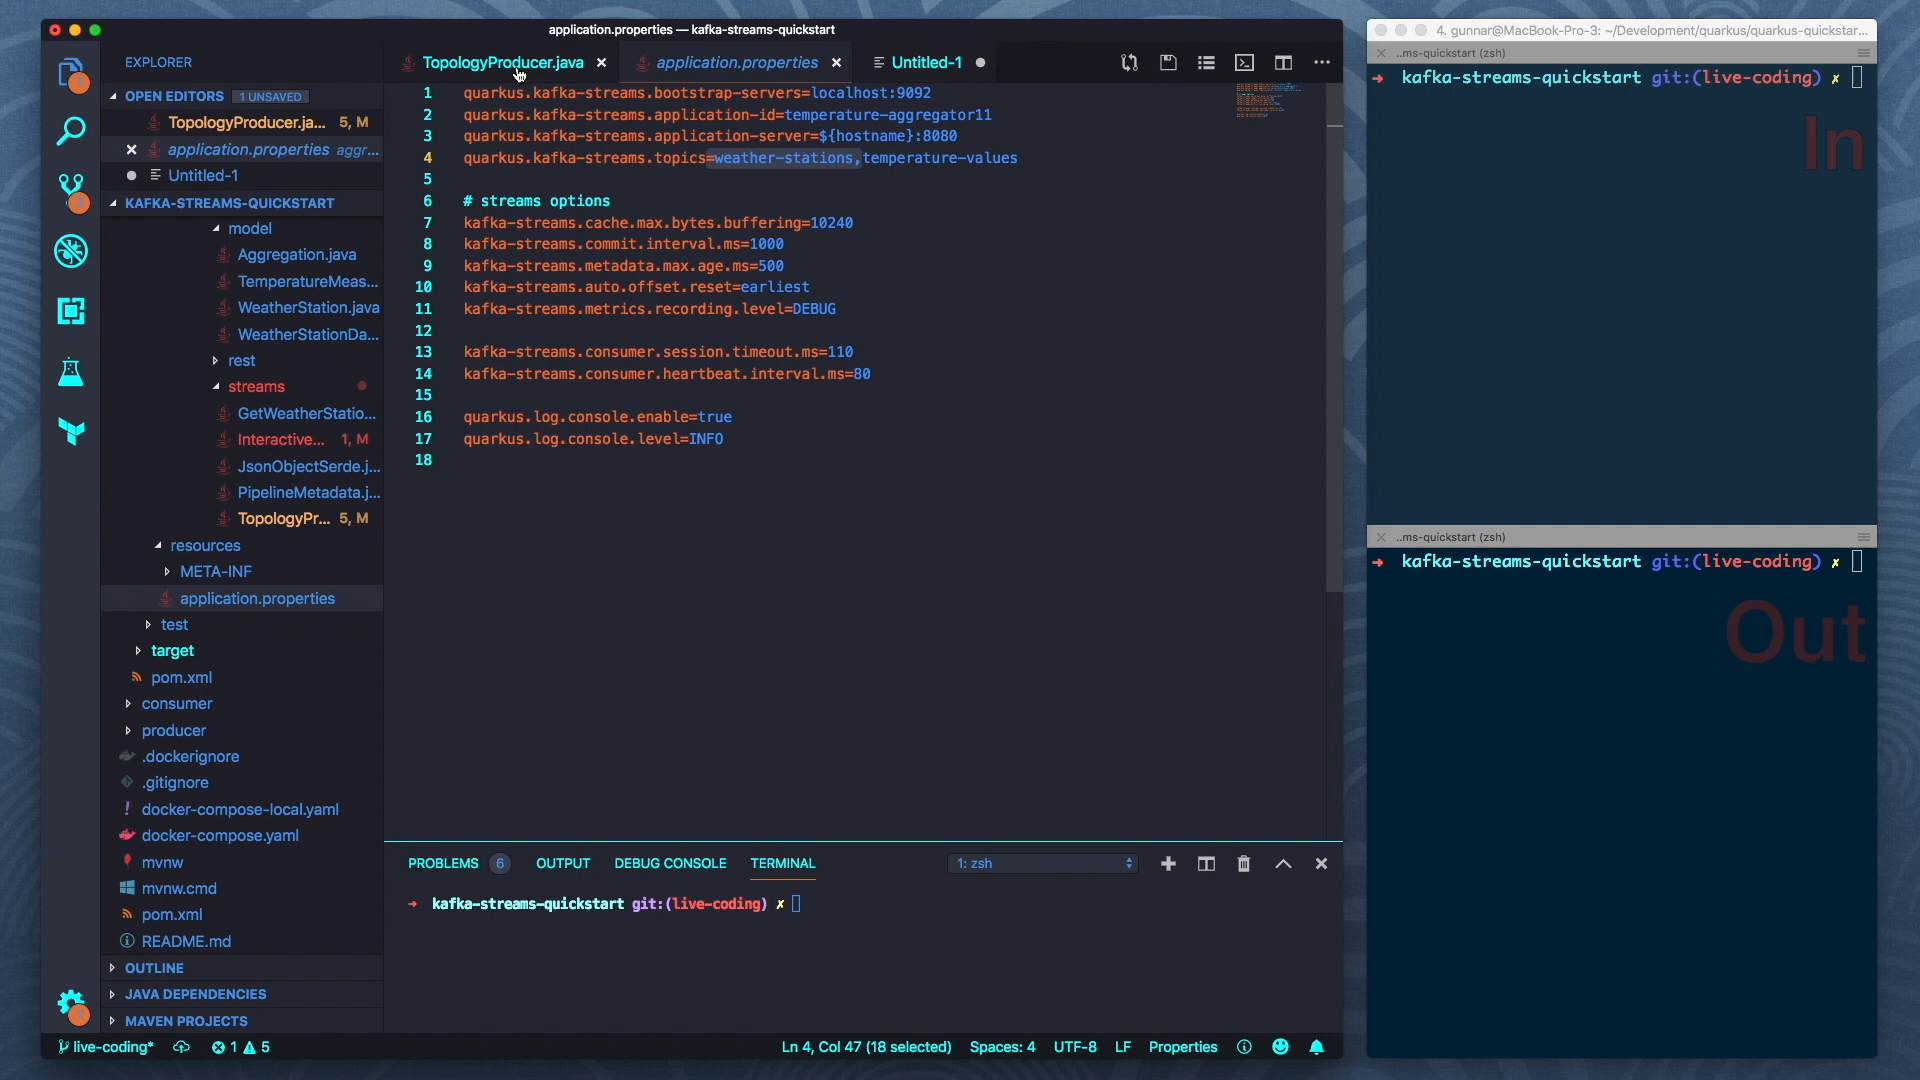 application.properties — kafka-streams-quickstart
EXPLORER
OPEN EDITORS 1 UNSAVED
TopologyProducer.ja... 5, M
application.properties aggr...
Untitled-1
KAFKA-STREAMS-QUICKSTART
model
Aggregation.java
TemperatureMeas...
WeatherStation.java
WeatherStationDa...
rest
streams
GetWeatherStatio...
Interactive... 1, M
JsonObjectSerde.j...
PipelineMetadata.j...
TopologyPr... 5, M
resources
META-INF
application.properties
test
target
pom.xml
consumer
producer
.dockerignore
.gitignore
docker-compose-local.yaml
docker-compose.yaml
mvnw
mvnw.cmd
pom.xml
README.md
OUTLINE
JAVA DEPENDENCIES
MAVEN PROJECTS
TopologyProducer.java
application.properties
Untitled-1
1 quarkus.kafka-streams.bootstrap-servers=localhost:9092
2 quarkus.kafka-streams.application-id=temperature-aggregator11
3 quarkus.kafka-streams.application-server=${hostname}:8080
4 quarkus.kafka-streams.topics=weather-stations,temperature-values
5
6 # streams options
7 kafka-streams.cache.max.bytes.buffering=10240
8 kafka-streams.commit.interval.ms=1000
9 kafka-streams.metadata.max.age.ms=500
10 kafka-streams.auto.offset.reset=earliest
11 kafka-streams.metrics.recording.level=DEBUG
12
13 kafka-streams.consumer.session.timeout.ms=110
14 kafka-streams.consumer.heartbeat.interval.ms=80
15
16 quarkus.log.console.enable=true
17 quarkus.log.console.level=INFO
18
PROBLEMS 6 OUTPUT DEBUG CONSOLE TERMINAL 1: zsh
→ kafka-streams-quickstart git:(live-coding) ✗
live-coding* 1 5 Ln 4, Col 47 (18 selected) Spaces: 4 UTF-8 LF Properties
4. gunnar@MacBook-Pro-3: ~/Development/quarkus/quarkus-quickstar...
..ms-quickstart (zsh)
→ kafka-streams-quickstart git:(live-coding) ✗
In
..ms-quickstart (zsh)
→ kafka-streams-quickstart git:(live-coding) ✗
Out